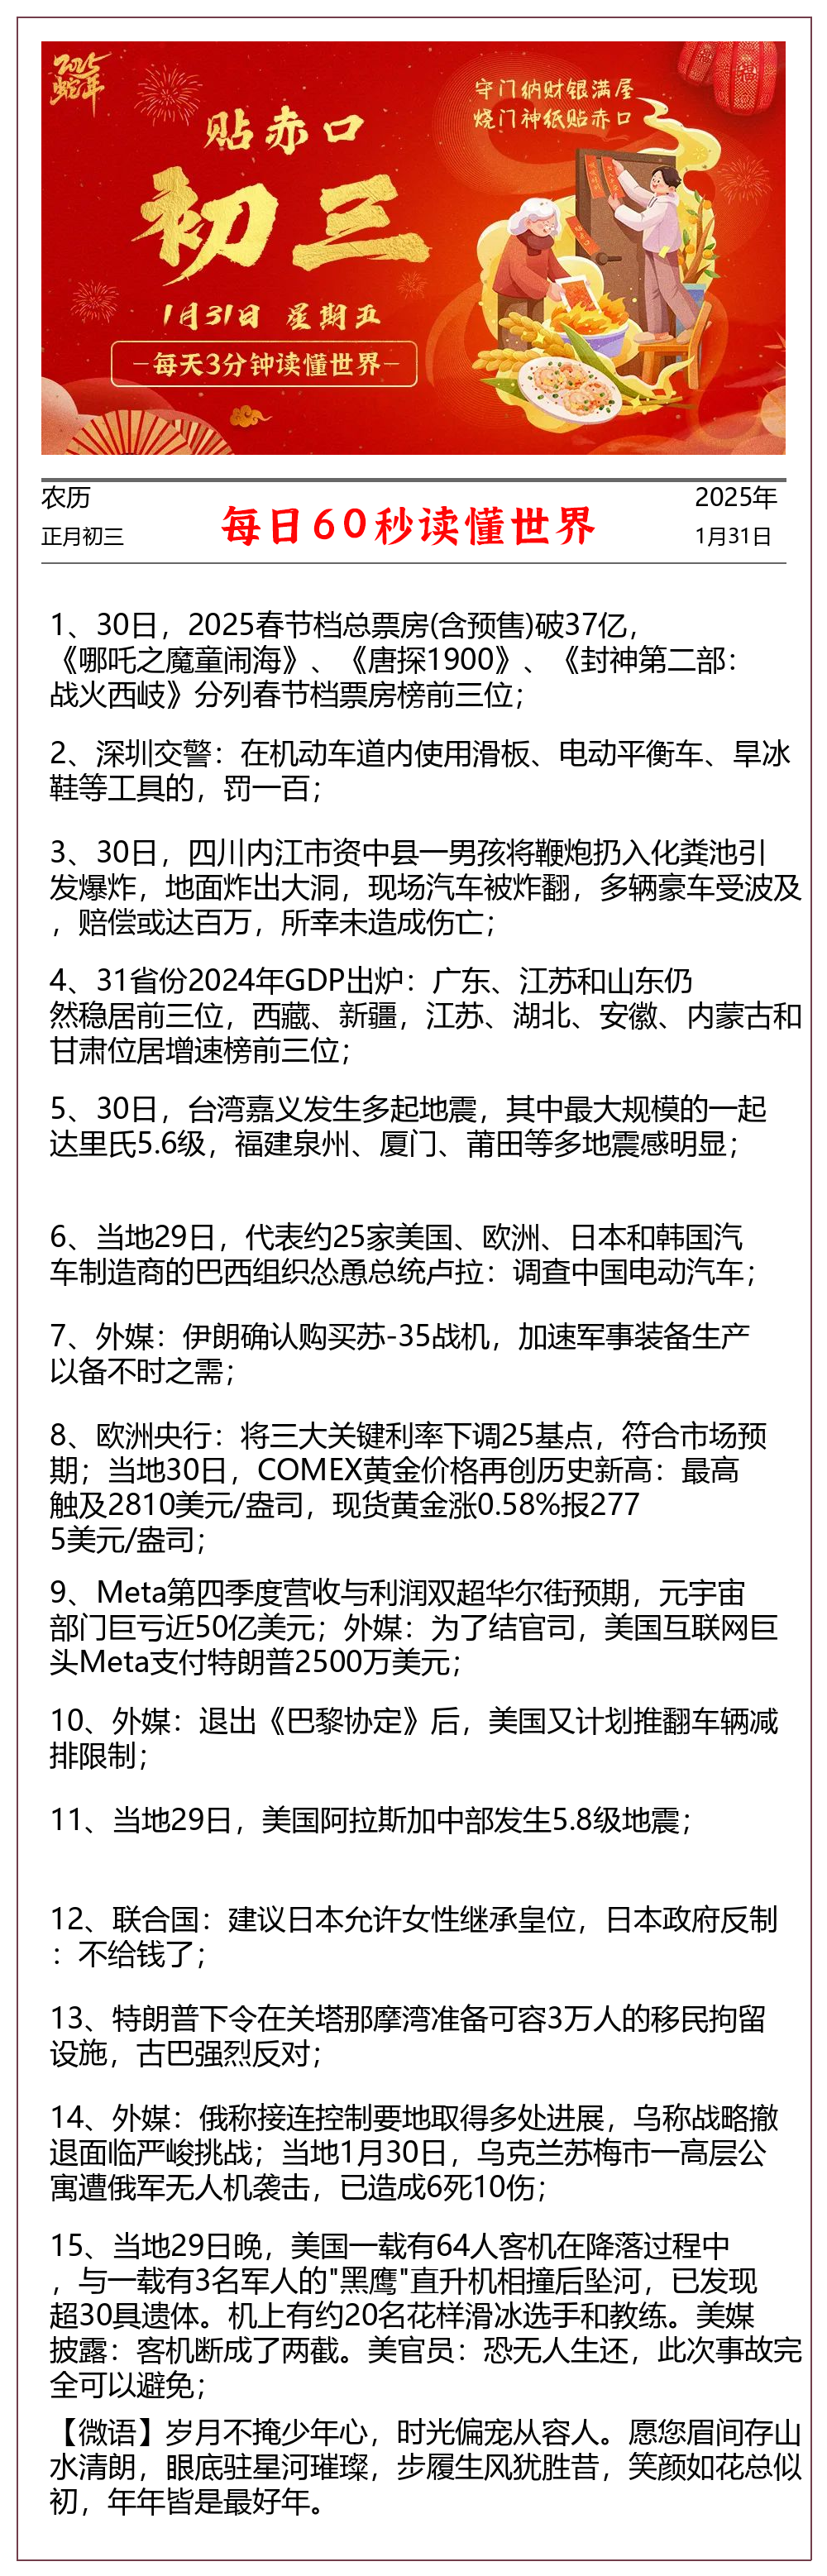 2025
蛇年
守门纳财银满屋
烧门神纸贴赤口
贴赤口
初三
1月31日 星期五
—每天3分钟读懂世界—
农历
正月初三
每日60秒读懂世界
2025年
1月31日
1、30日，2025春节档总票房(含预售)破37亿，
《哪吒之魔童闹海》、《唐探1900》、《封神第二部：
战火西岐》分列春节档票房榜前三位；
2、深圳交警：在机动车道内使用滑板、电动平衡车、旱冰
鞋等工具的，罚一百；
3、30日，四川内江市资中县一男孩将鞭炮扔入化粪池引
发爆炸，地面炸出大洞，现场汽车被炸翻，多辆豪车受波及
，赔偿或达百万，所幸未造成伤亡；
4、31省份2024年GDP出炉：广东、江苏和山东仍
然稳居前三位，西藏、新疆，江苏、湖北、安徽、内蒙古和
甘肃位居增速榜前三位；
5、30日，台湾嘉义发生多起地震，其中最大规模的一起
达里氏5.6级，福建泉州、厦门、莆田等多地震感明显；
6、当地29日，代表约25家美国、欧洲、日本和韩国汽
车制造商的巴西组织怂恿总统卢拉：调查中国电动汽车；
7、外媒：伊朗确认购买苏-35战机，加速军事装备生产
以备不时之需；
8、欧洲央行：将三大关键利率下调25基点，符合市场预
期；当地30日，COMEX黄金价格再创历史新高：最高
触及2810美元/盎司，现货黄金涨0.58%报277
5美元/盎司；
9、Meta第四季度营收与利润双超华尔街预期，元宇宙
部门巨亏近50亿美元；外媒：为了结官司，美国互联网巨
头Meta支付特朗普2500万美元；
10、外媒：退出《巴黎协定》后，美国又计划推翻车辆减
排限制；
11、当地29日，美国阿拉斯加中部发生5.8级地震；
12、联合国：建议日本允许女性继承皇位，日本政府反制
：不给钱了；
13、特朗普下令在关塔那摩湾准备可容3万人的移民拘留
设施，古巴强烈反对；
14、外媒：俄称接连控制要地取得多处进展，乌称战略撤
退面临严峻挑战；当地1月30日，乌克兰苏梅市一高层公
寓遭俄军无人机袭击，已造成6死10伤；
15、当地29日晚，美国一载有64人客机在降落过程中
，与一载有3名军人的"黑鹰"直升机相撞后坠河，已发现
超30具遗体。机上有约20名花样滑冰选手和教练。美媒
披露：客机断成了两截。美官员：恐无人生还，此次事故完
全可以避免；
【微语】岁月不掩少年心，时光偏宠从容人。愿您眉间存山
水清朗，眼底驻星河璀璨，步履生风犹胜昔，笑颜如花总似
初，年年皆是最好年。